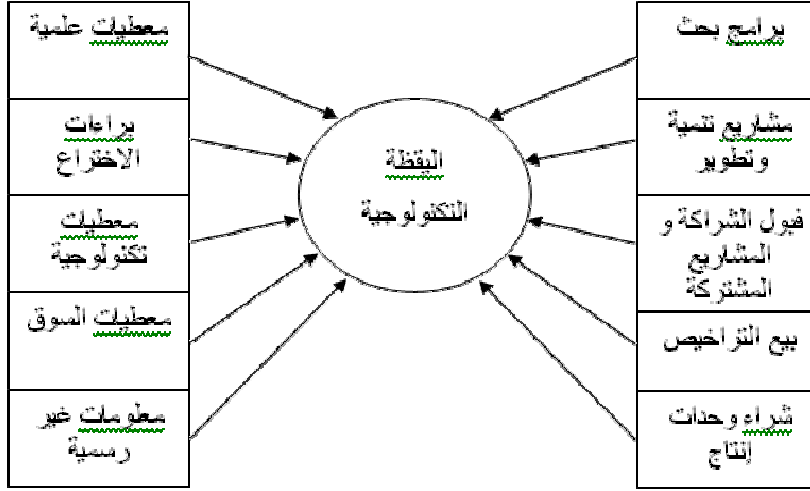 برامج بحث
مشاريع تنمية
وتطوير
قبول الشراكة و
المشاريع
المشتركة
بيع التراخيص
شراء وحدات
إنتاج
اليقظة
التكنولوجية
معطيات علمية
براءات
الاختراع
معطيات
تكنولوجية
معطيات السوق
معلومات غير
رسمية